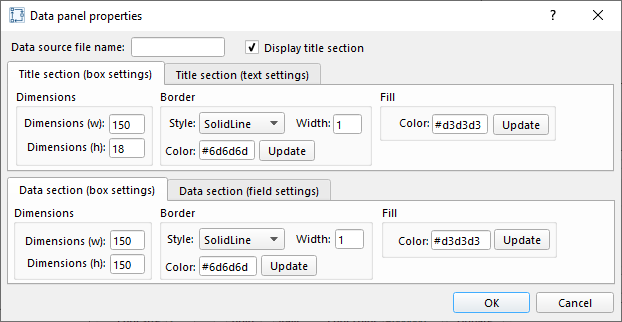 Data panel properties ? ×
Data source file name: Display title section
Title section (box settings) Title section (text settings)
Dimensions Border Fill
Dimensions (w): 150 Style: SolidLine Width: 1 Color: #d3d3d3 Update
Dimensions (h): 18 Color: #6d6d6d Update
Data section (box settings) Data section (field settings)
Dimensions Border Fill
Dimensions (w): 150 Style: SolidLine Width: 1 Color: #d3d3d3 Update
Dimensions (h): 150 Color: #6d6d6d Update
OK Cancel